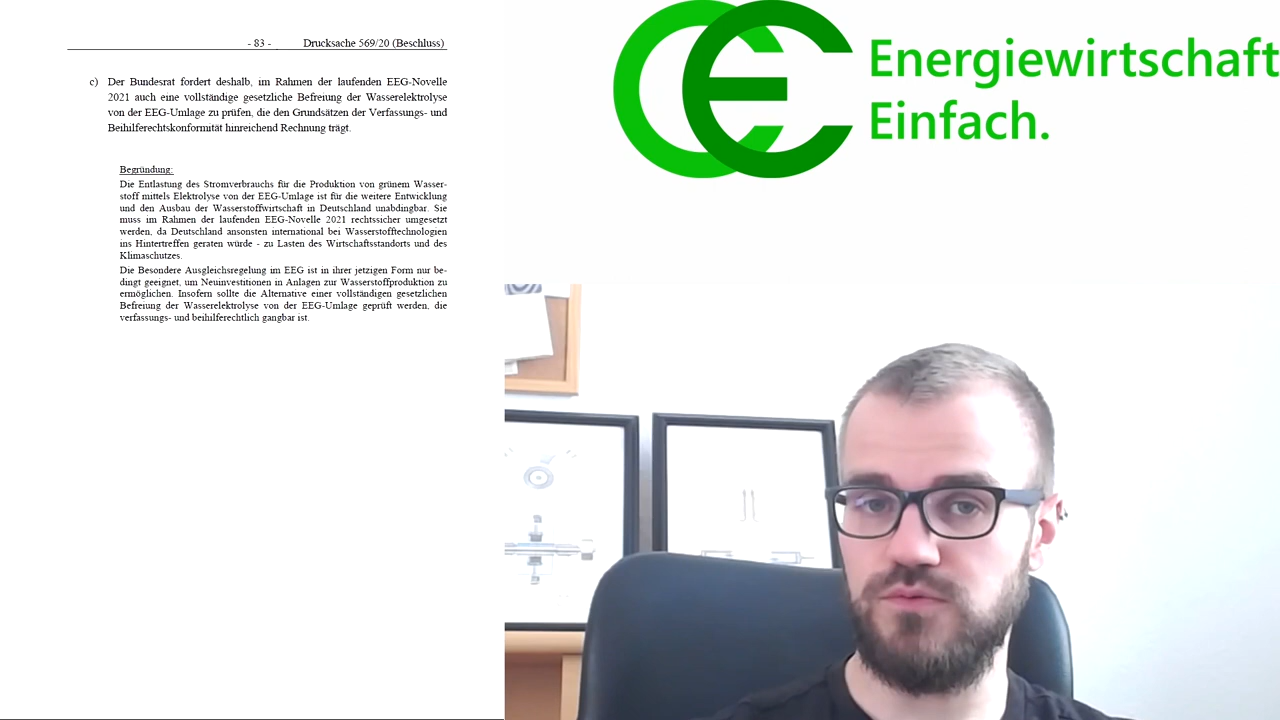 - 83 - Drucksache 569/20 (Beschluss)
c) Der Bundesrat fordert deshalb, im Rahmen der laufenden EEG-Novelle
2021 auch eine vollständige gesetzliche Befreiung der Wasserelektrolyse
von der EEG-Umlage zu prüfen, die den Grundsätzen der Verfassungs- und
Beihilferechtskonformität hinreichend Rechnung trägt.
Begründung:
Die Entlastung des Stromverbrauchs für die Produktion von grünem Wasser-
stoff mittels Elektrolyse von der EEG-Umlage ist für die weitere Entwicklung
und den Ausbau der Wasserstoffwirtschaft in Deutschland unabdingbar. Sie
muss im Rahmen der laufenden EEG-Novelle 2021 rechtssicher umgesetzt
werden, da Deutschland ansonsten international bei Wasserstofftechnologien
ins Hintertreffen geraten würde - zu Lasten des Wirtschaftsstandorts und des
Klimaschutzes.
Die Besondere Ausgleichsregelung im EEG ist in ihrer jetzigen Form nur be-
dingt geeignet, um Neuinvestitionen in Anlagen zur Wasserstoffproduktion zu
ermöglichen. Insofern sollte die Alternative einer vollständigen gesetzlichen
Befreiung der Wasserelektrolyse von der EEG-Umlage geprüft werden, die
verfassungs- und beihilferechtlich gangbar ist.
Energiewirtschaft
Einfach.